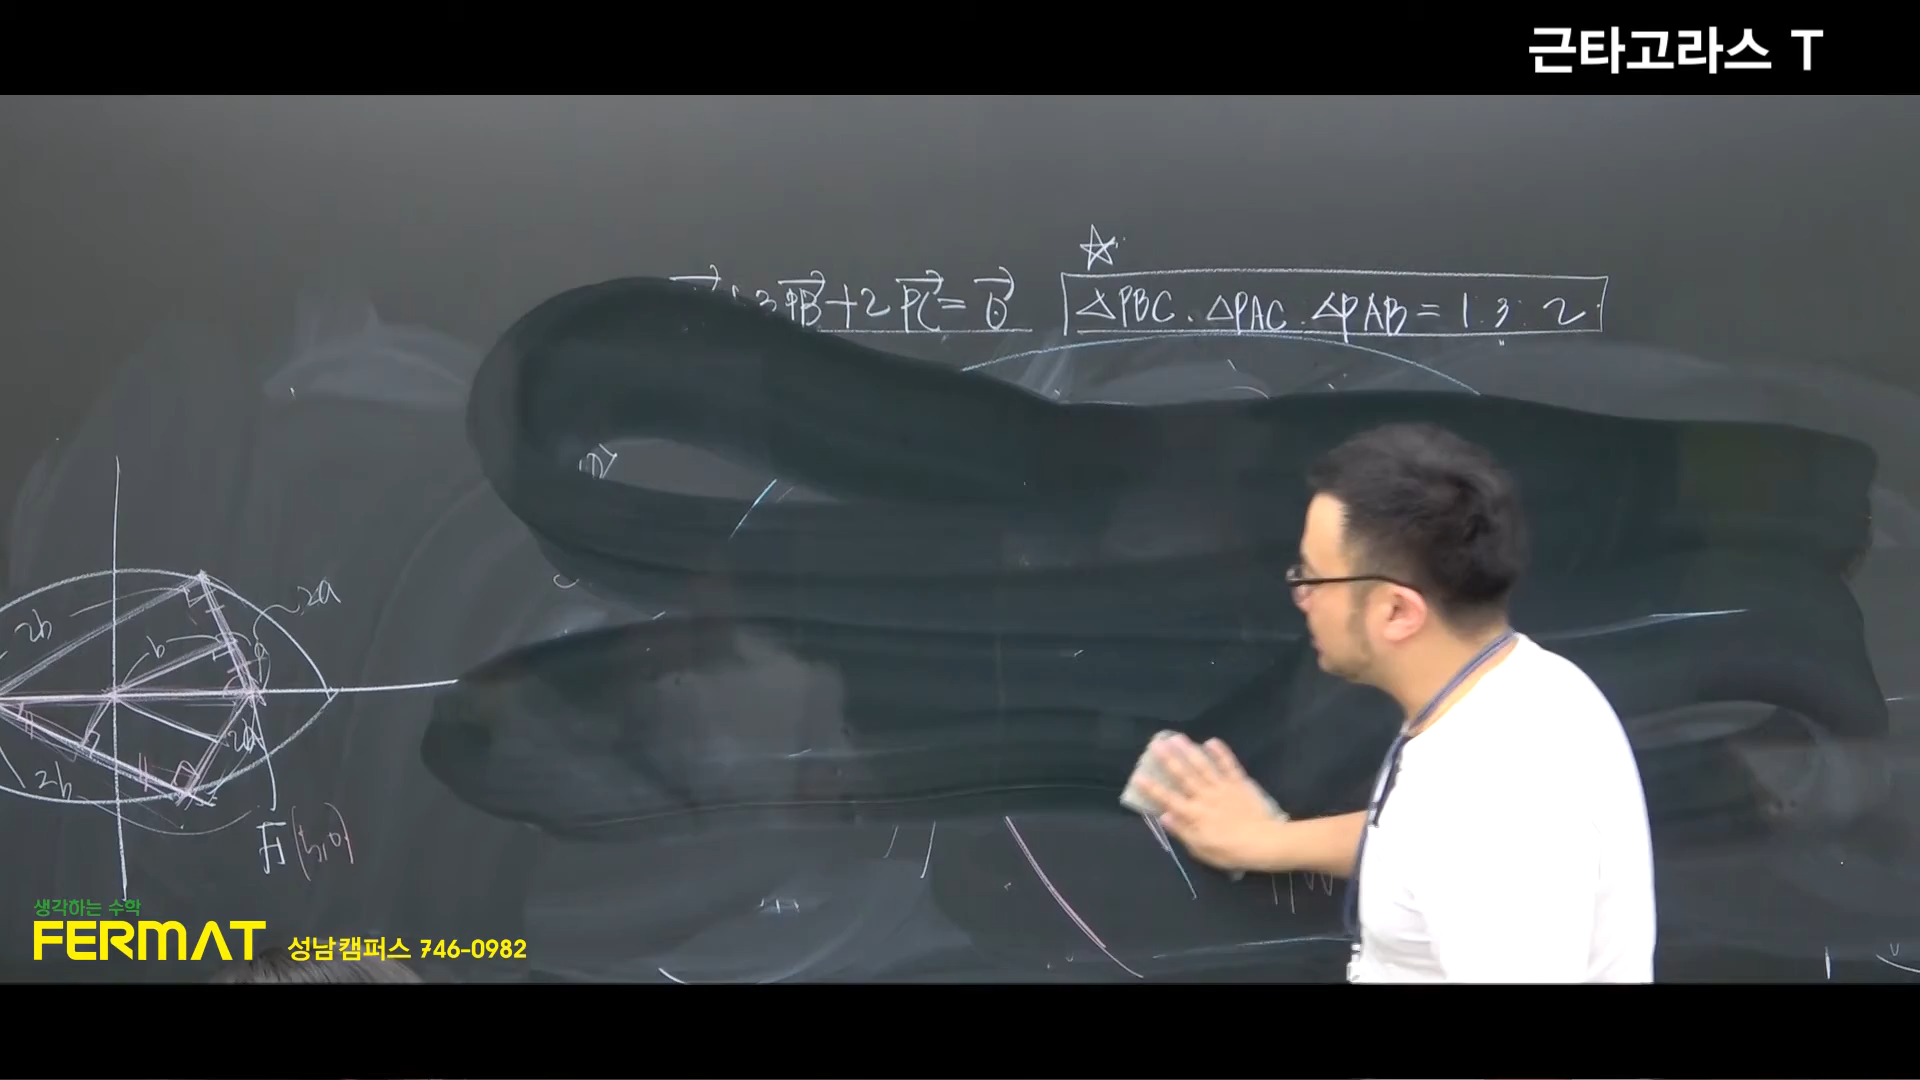 근타고라스 T
3PB+2PC=0
△PBC : △PAC : △PAB = 1 : 3 : 2
2a
2b
b
a
2a
2b
F(5,0)
생각하는 수학
FERMAT 성남캠퍼스 746-0982